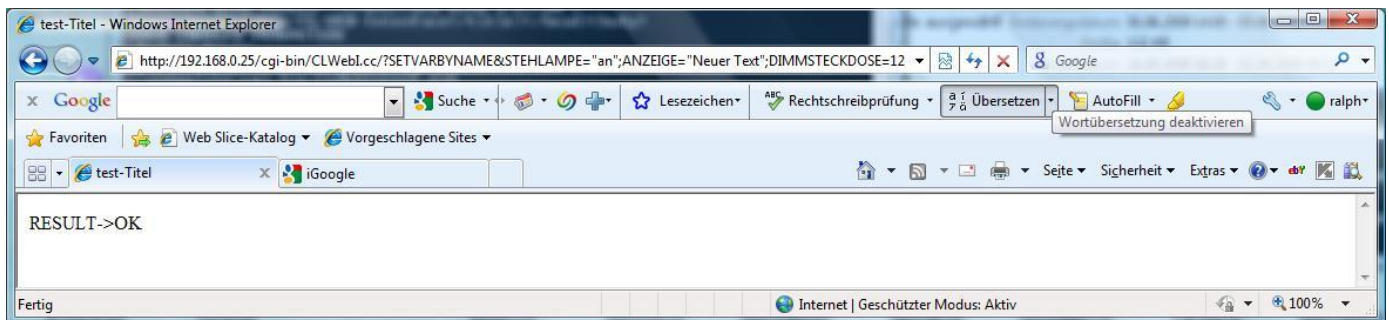 test-Titel - Windows Internet Explorer
http://192.168.0.25/cgi-bin/CLWebI.cc/?SETVARBYNAME&STEHLAMPE="an";ANZEIGE="Neuer Text";DIMMSTECKDOSE=12 Google
x Google Suche Lesezeichen Rechtschreibprüfung Übersetzen AutoFill ralph
Wortübersetzung deaktivieren
Favoriten Web Slice-Katalog Vorgeschlagene Sites
test-Titel x iGoogle Seite Sicherheit Extras
RESULT->OK
Fertig Internet | Geschützter Modus: Aktiv 100%